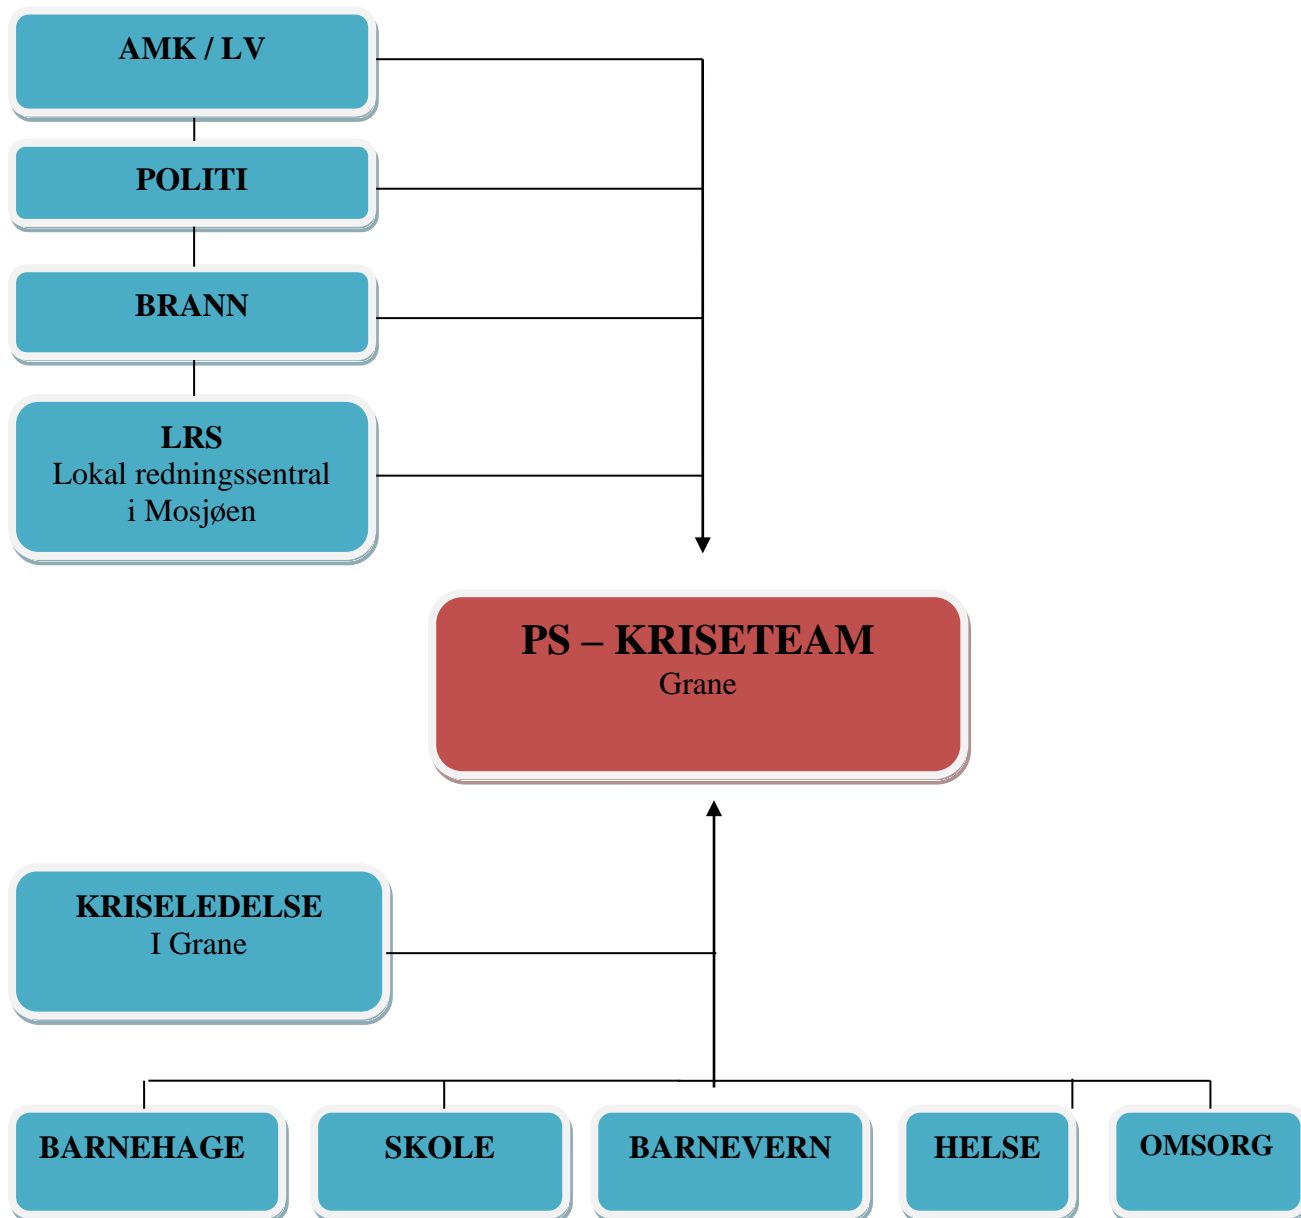 AMK / LV
POLITI
BRANN
LRS
Lokal redningssentral
i Mosjøen
PS – KRISETEAM
Grane
KRISELEDELSE
I Grane
BARNEHAGE
SKOLE
BARNEVERN
HELSE
OMSORG